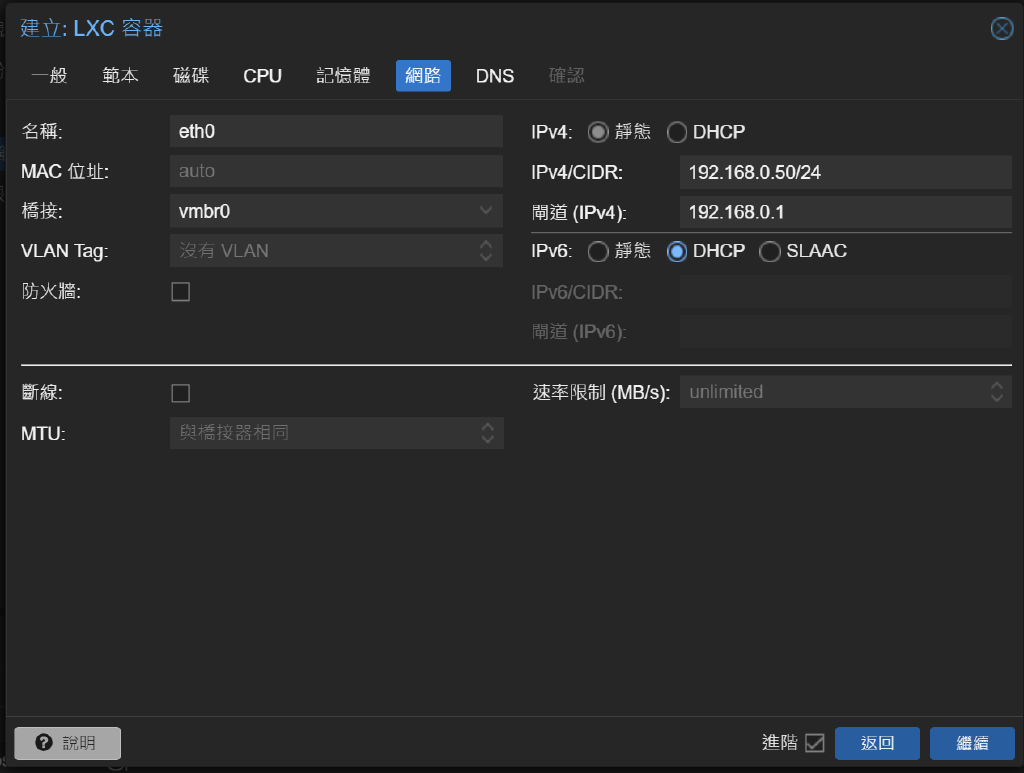 建立: LXC 容器
一般 範本 磁碟 CPU 記憶體 網路 DNS 確認
名稱: eth0 IPv4: 靜態 DHCP
MAC 位址: auto IPv4/CIDR: 192.168.0.50/24
橋接: vmbr0 閘道 (IPv4): 192.168.0.1
VLAN Tag: 沒有 VLAN IPv6: 靜態 DHCP SLAAC
防火牆: IPv6/CIDR:
閘道 (IPv6):
斷線: 速率限制 (MB/s): unlimited
MTU: 與橋接器相同
說明 進階 返回 繼續